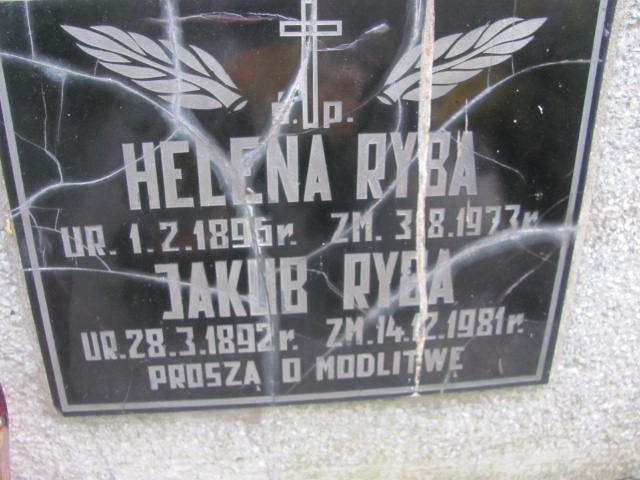 ś.p.
HELENA RYBA
UR. 1.2.1895r. ZM. 3.8.1973r.
JAKUB RYBA
UR.28.3.1892r. ZM.14.12.1981r.
PROSZĄ O MODLITWĘ